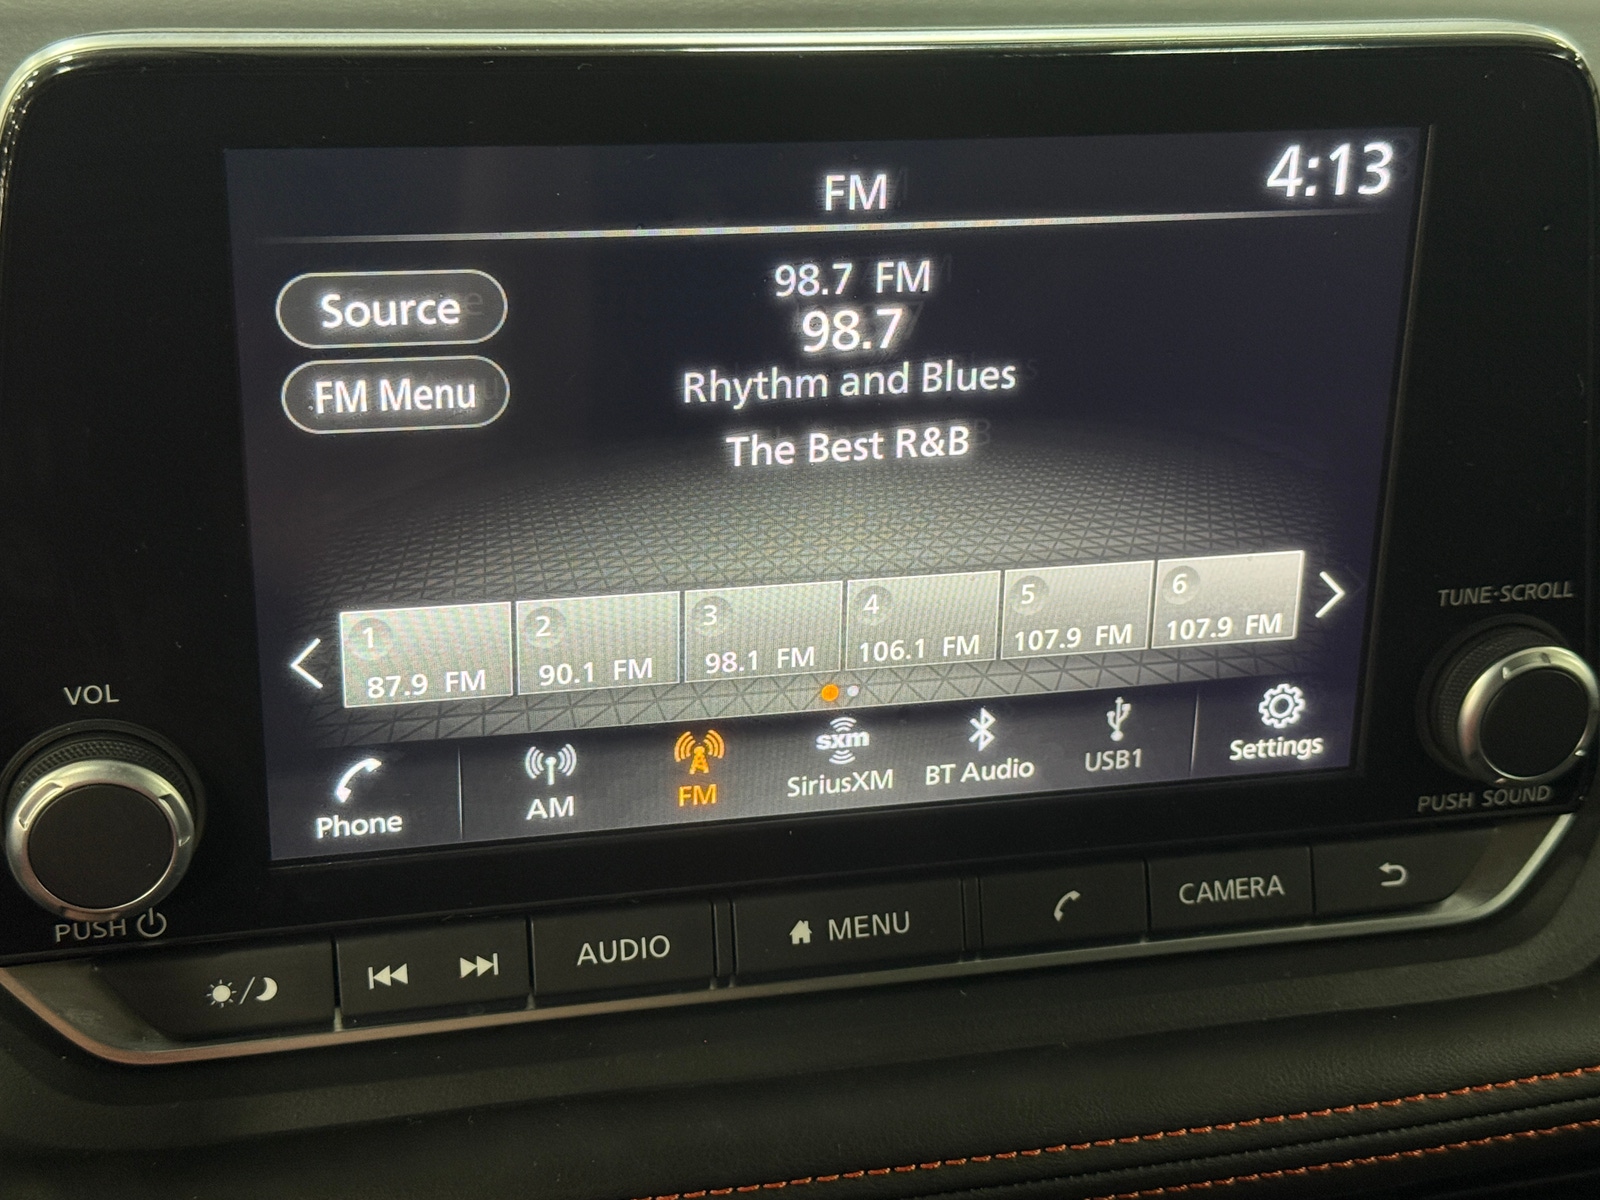 FM
4:13
Source
98.7 FM
98.7
FM Menu
Rhythm and Blues
The Best R&B
1
87.9 FM
2
90.1 FM
3
98.1 FM
4
106.1 FM
5
107.9 FM
6
107.9 FM
Phone
AM
FM
sxm
SiriusXM
BT Audio
USB1
Settings
VOL
PUSH
TUNE·SCROLL
PUSH SOUND
AUDIO
MENU
CAMERA